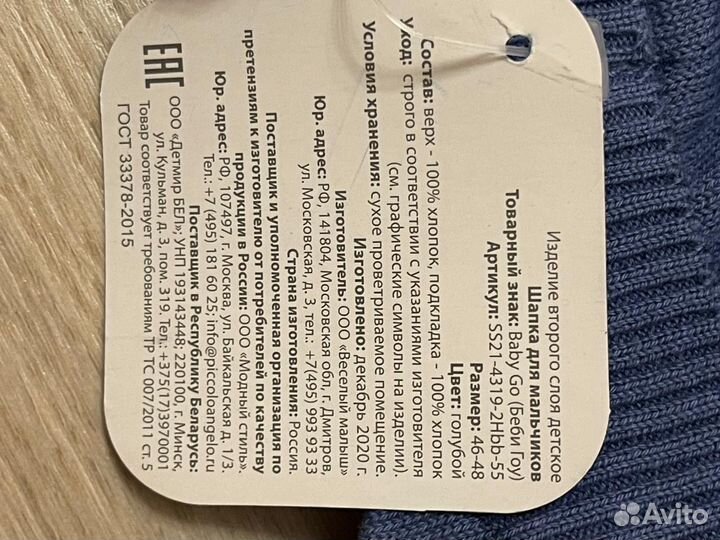 Изделие второго слоя детское
Шапка для мальчиков
Товарный знак: Baby Go (Беби Гоу)
Артикул: SS21-4319-2Hbb-55
Размер: 46-48
Цвет: голубой
Состав: верх - 100% хлопок, подкладка - 100% хлопок
Уход: строго в соответствии с указаниями изготовителя
(см. графические символы на изделии).
Условия хранения: сухое проветриваемое помещение.
Изготовлено: декабрь 2020 г.
Изготовитель: ООО «Веселый малыш»
Юр. адрес: РФ, 141804, Московская обл, г. Дмитров,
ул. Московская, д. 3, тел.: +7(495) 993 93 33
Страна изготовления: Россия.
Поставщик и уполномоченная организация по
претензиям к изготовителю от потребителей по качеству
продукции в России: ООО «Модный стиль».
Юр. адрес: РФ, 107497, г. Москва, ул. Байкальская д. 1/3.
Тел.: +7 (495) 181 60 25; info@piccoloangelo.ru
Поставщик в Республику Беларусь:
ООО «Детмир БЕЛ»; УНП 193143448; 220100, г. Минск,
ул. Кульман, д. 3, пом. 319, Тел.: +375(17)3970001
Товар соответствует требованиям ТР ТС 007/2011 ст. 5
ГОСТ 33378-2015
EAC
Avito